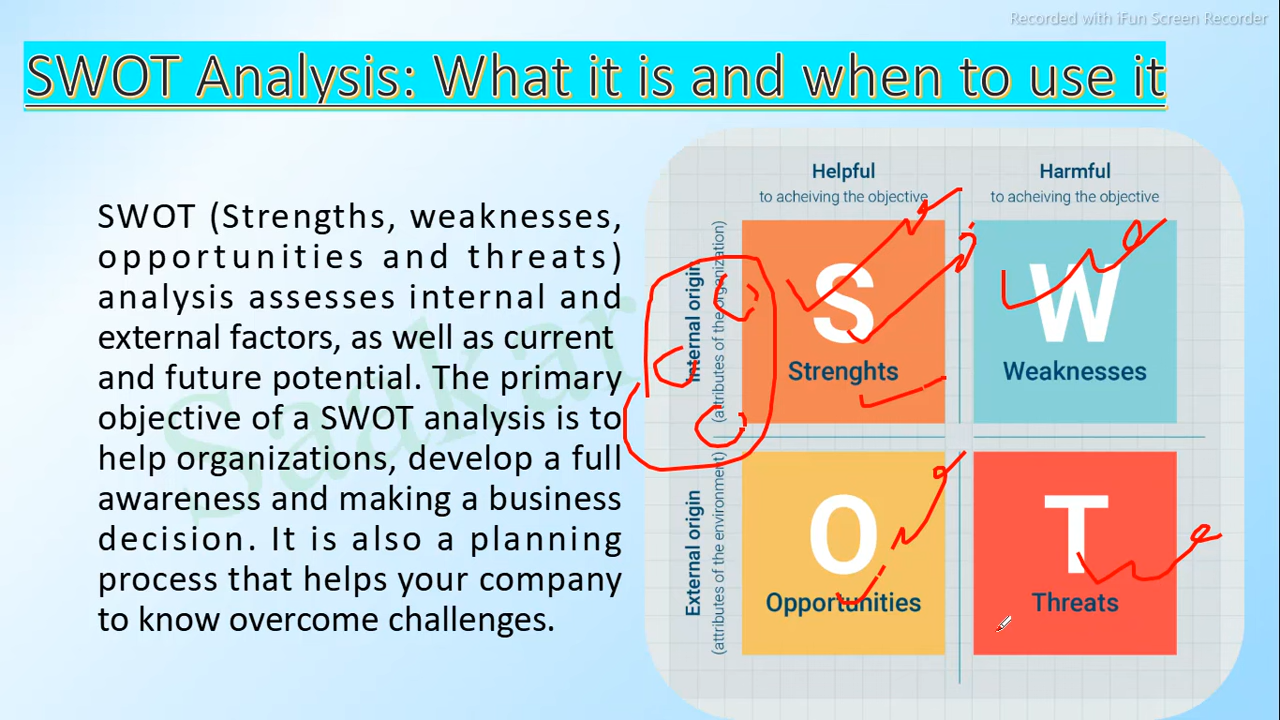 Recorded with iFun Screen Recorder
SWOT Analysis: What it is and when to use it
SWOT (Strengths, weaknesses,
opportunities and threats)
analysis assesses internal and
external factors, as well as current
and future potential. The primary
objective of a SWOT analysis is to
help organizations, develop a full
awareness and making a business
decision. It is also a planning
process that helps your company
to know overcome challenges.
Sadkar
Helpful
to acheiving the objective
Harmful
to acheiving the objective
Internal origin
(attributes of the organization)
S
Strenghts
W
Weaknesses
External origin
(attributes of the environment)
O
Opportunities
T
Threats